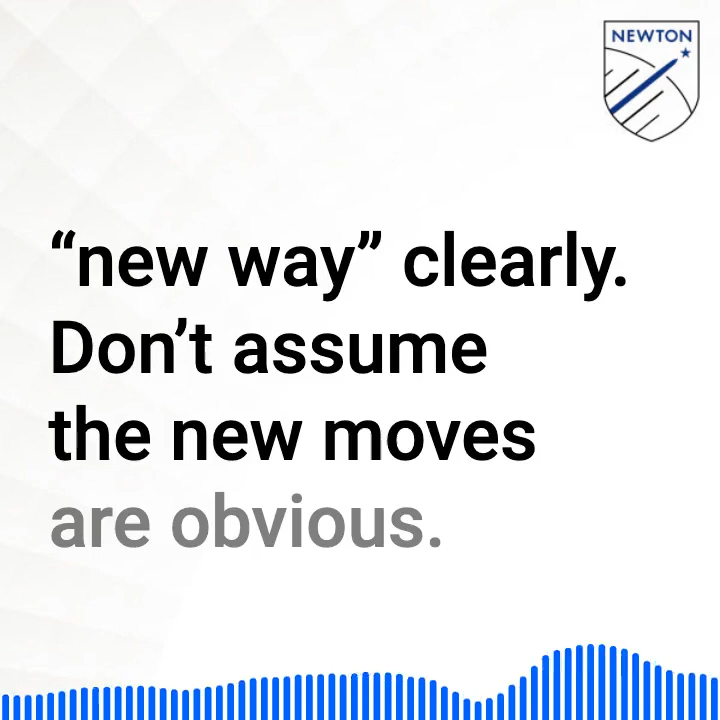 NEWTON
“new way” clearly.
Don’t assume
the new moves
are obvious.